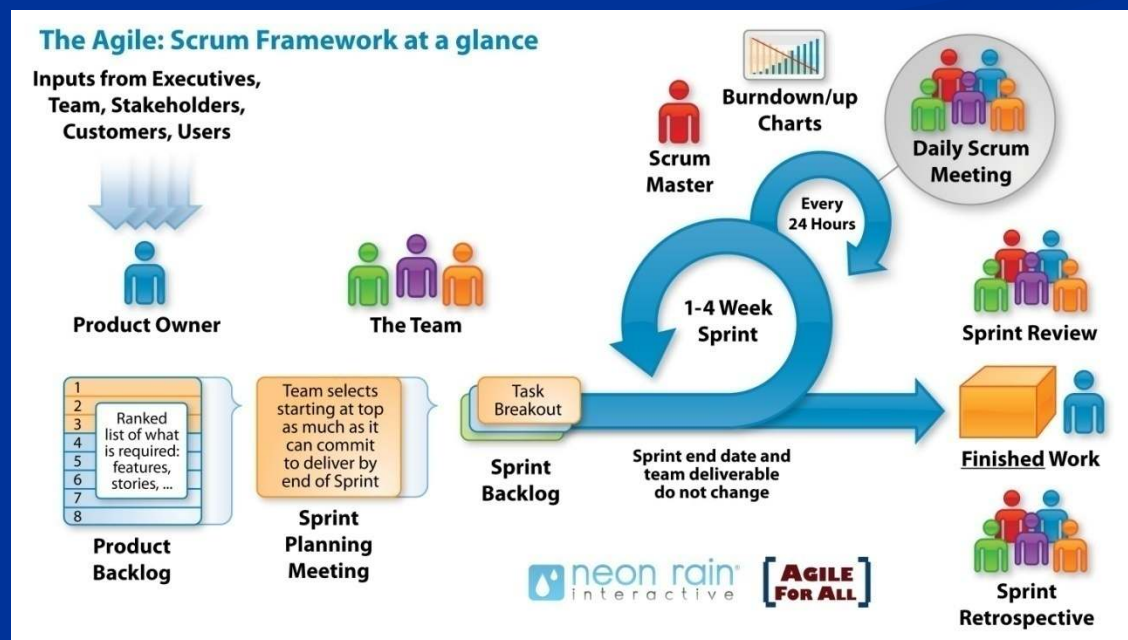 The Agile: Scrum Framework at a glance
Inputs from Executives,
Team, Stakeholders,
Customers, Users
Product Owner
The Team
Scrum
Master
Burndown/up
Charts
Daily Scrum
Meeting
Every
24 Hours
1-4 Week
Sprint
Sprint Review
1
2
3
4
5
6
7
8
Ranked
list of what
is required:
features,
stories, ...
Product
Backlog
Team selects
starting at top
as much as it
can commit
to deliver by
end of Sprint
Sprint
Planning
Meeting
Task
Breakout
Sprint
Backlog
Sprint end date and
team deliverable
do not change
Finished Work
Sprint
Retrospective
neon rain
interactive
AGILE
FOR ALL